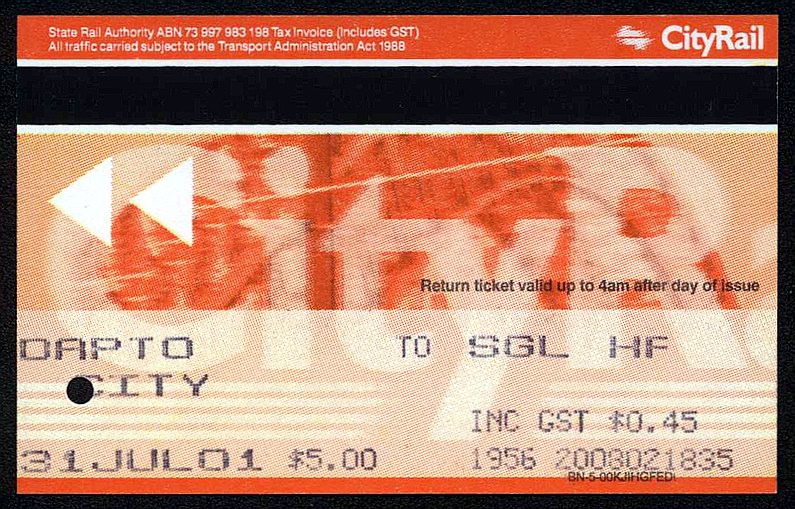 State Rail Authority ABN 73 997 983 198 Tax Invoice (Includes GST)
All traffic carried subject to the Transport Administration Act 1988
CityRail
CityRa
Return ticket valid up to 4am after day of issue
DAPTO TO SGL HF
CITY
INC GST $0.45
31JUL01 $5.00 1956 2008021835
BN-5-00KJIHGFEDI